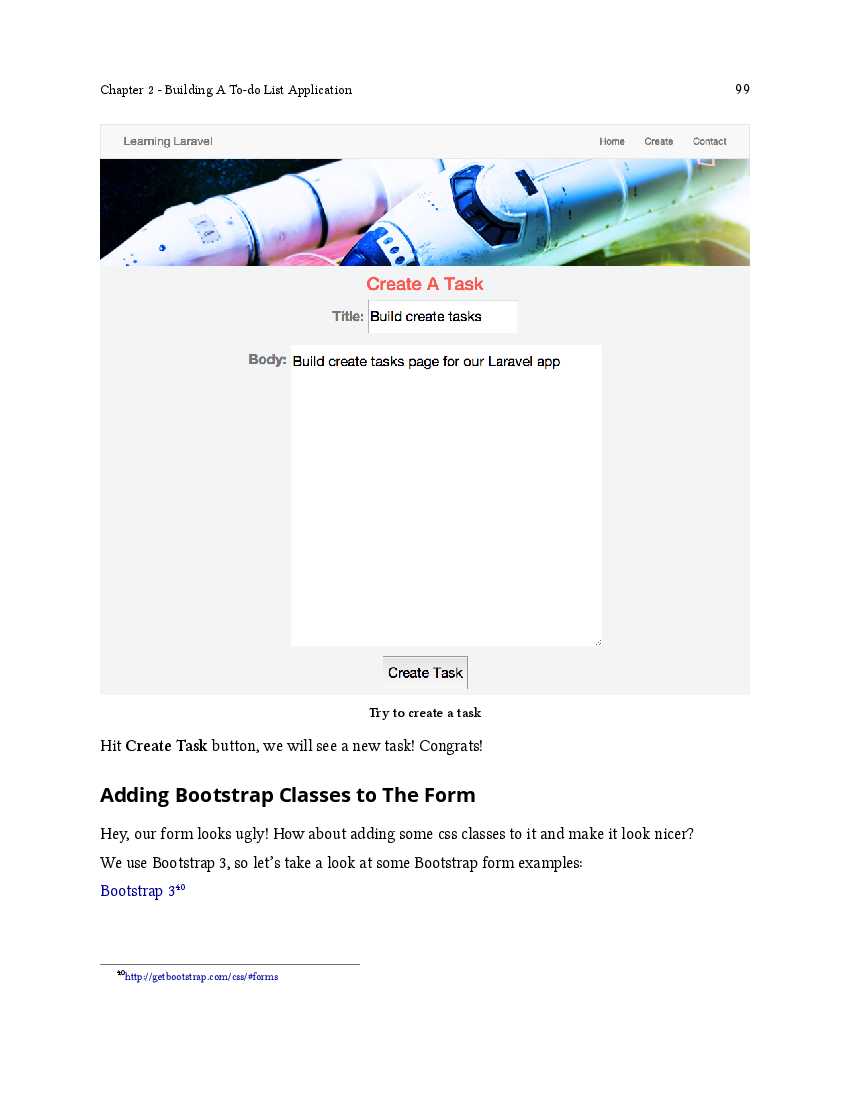 Chapter 2 - Building A To-do List Application 99
Learning Laravel Home Create Contact
Create A Task
Title: Build create tasks
Body: Build create tasks page for our Laravel app
Create Task
Try to create a task
Hit Create Task button, we will see a new task! Congrats!
Adding Bootstrap Classes to The Form
Hey, our form looks ugly! How about adding some css classes to it and make it look nicer?
We use Bootstrap 3, so let’s take a look at some Bootstrap form examples:
Bootstrap 3⁴⁰
⁴⁰http://getbootstrap.com/css/#forms